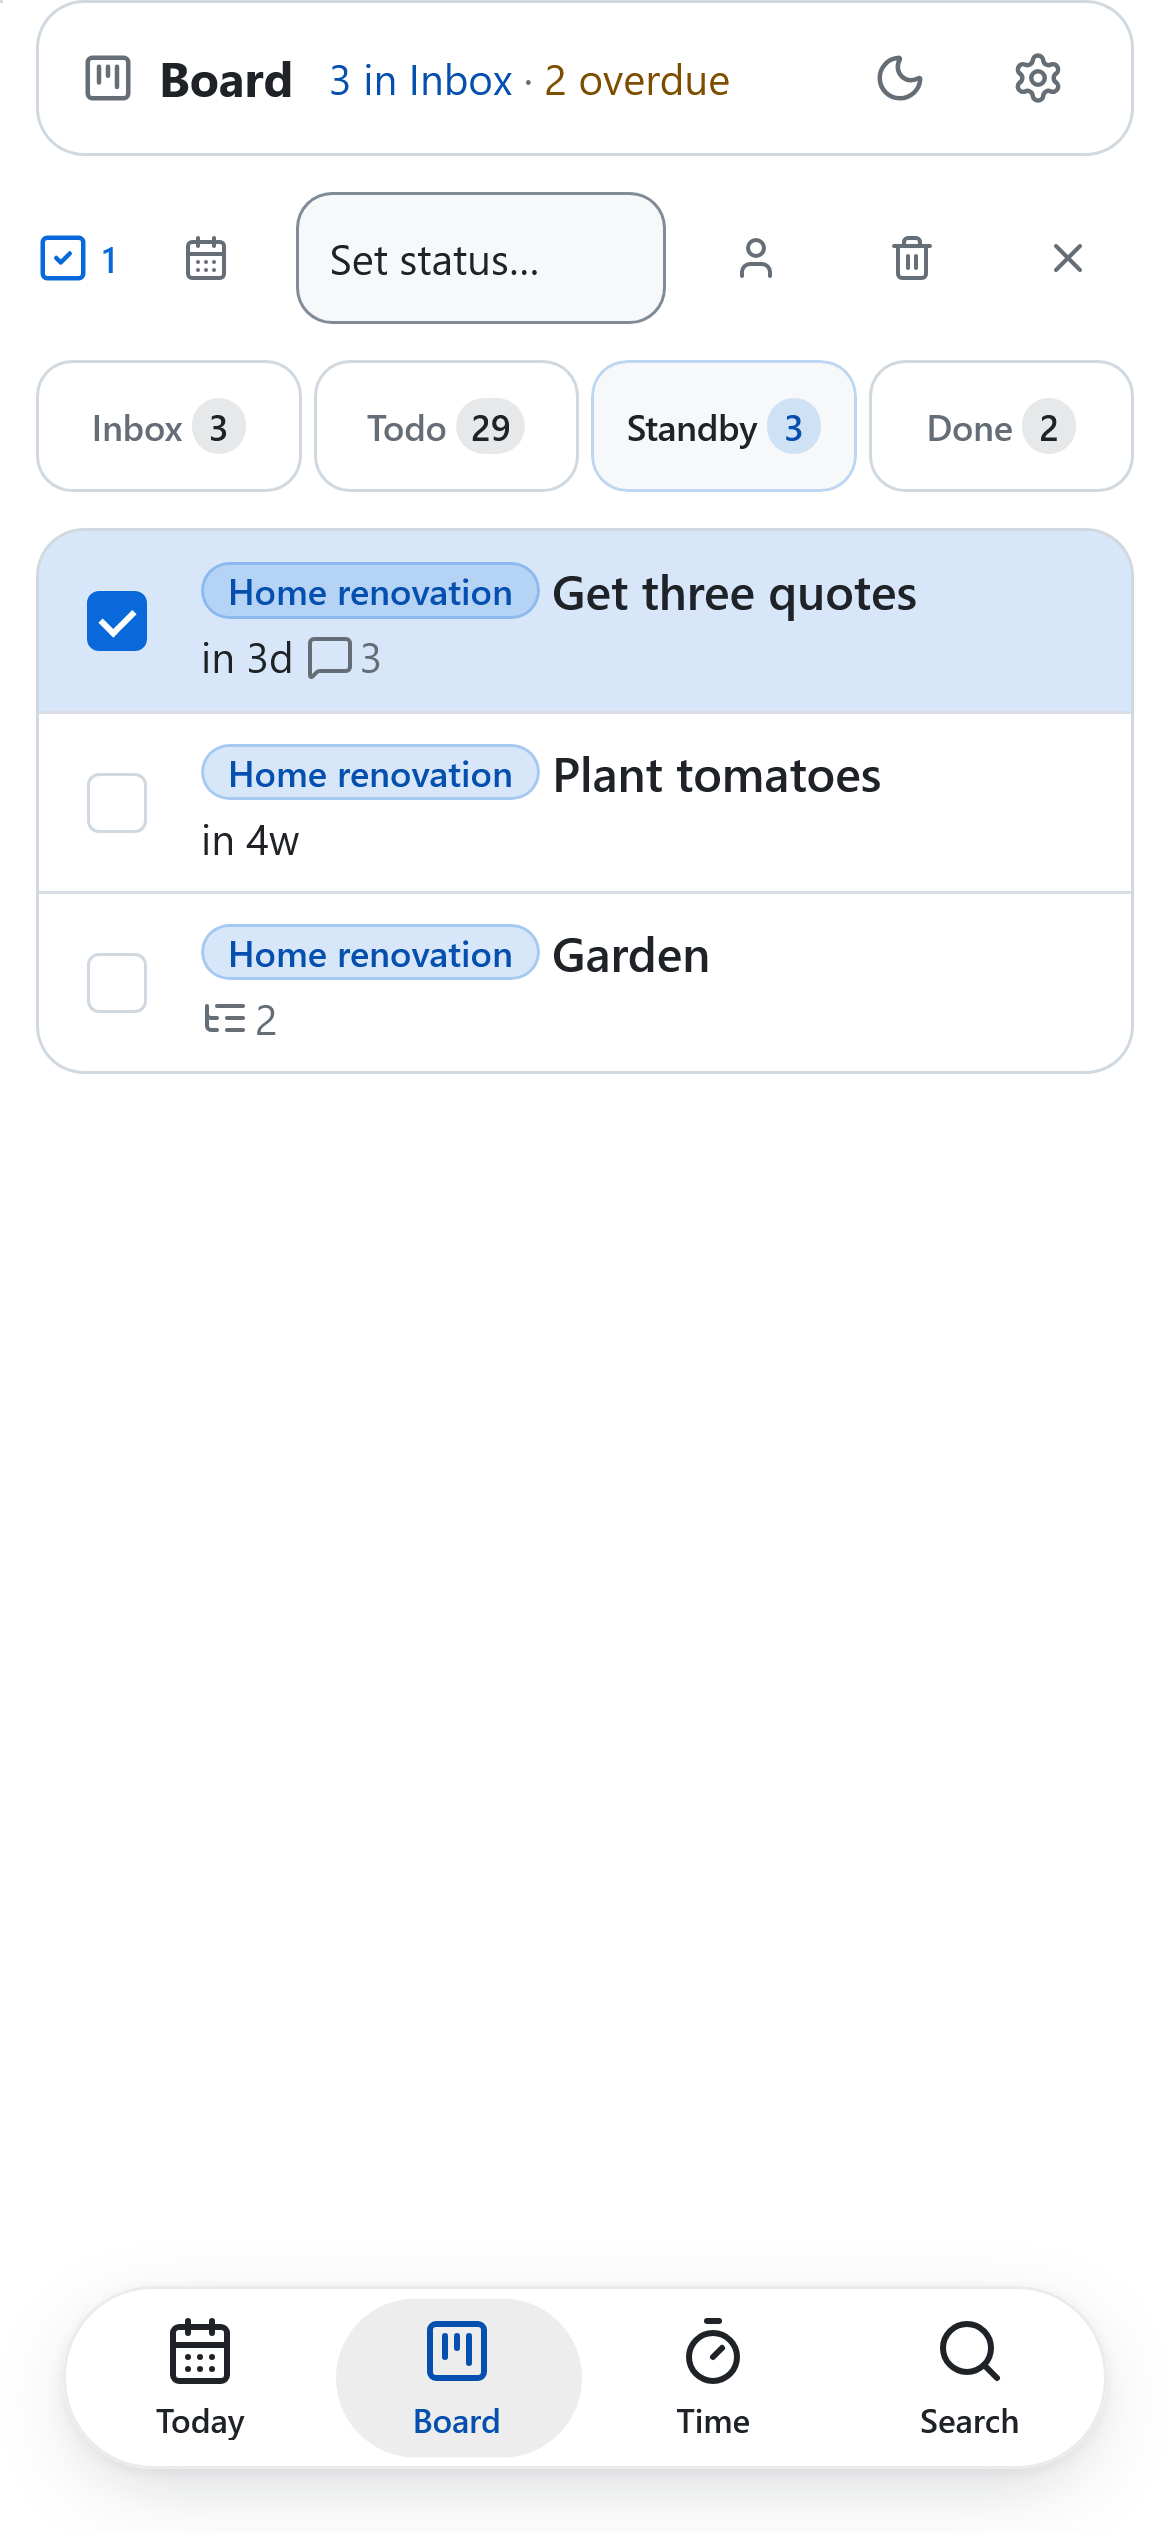 Board 3 in Inbox · 2 overdue
1 Set status...
Inbox 3 Todo 29 Standby 3 Done 2
Home renovation Get three quotes
in 3d 3
Home renovation Plant tomatoes
in 4w
Home renovation Garden
2
Today Board Time Search